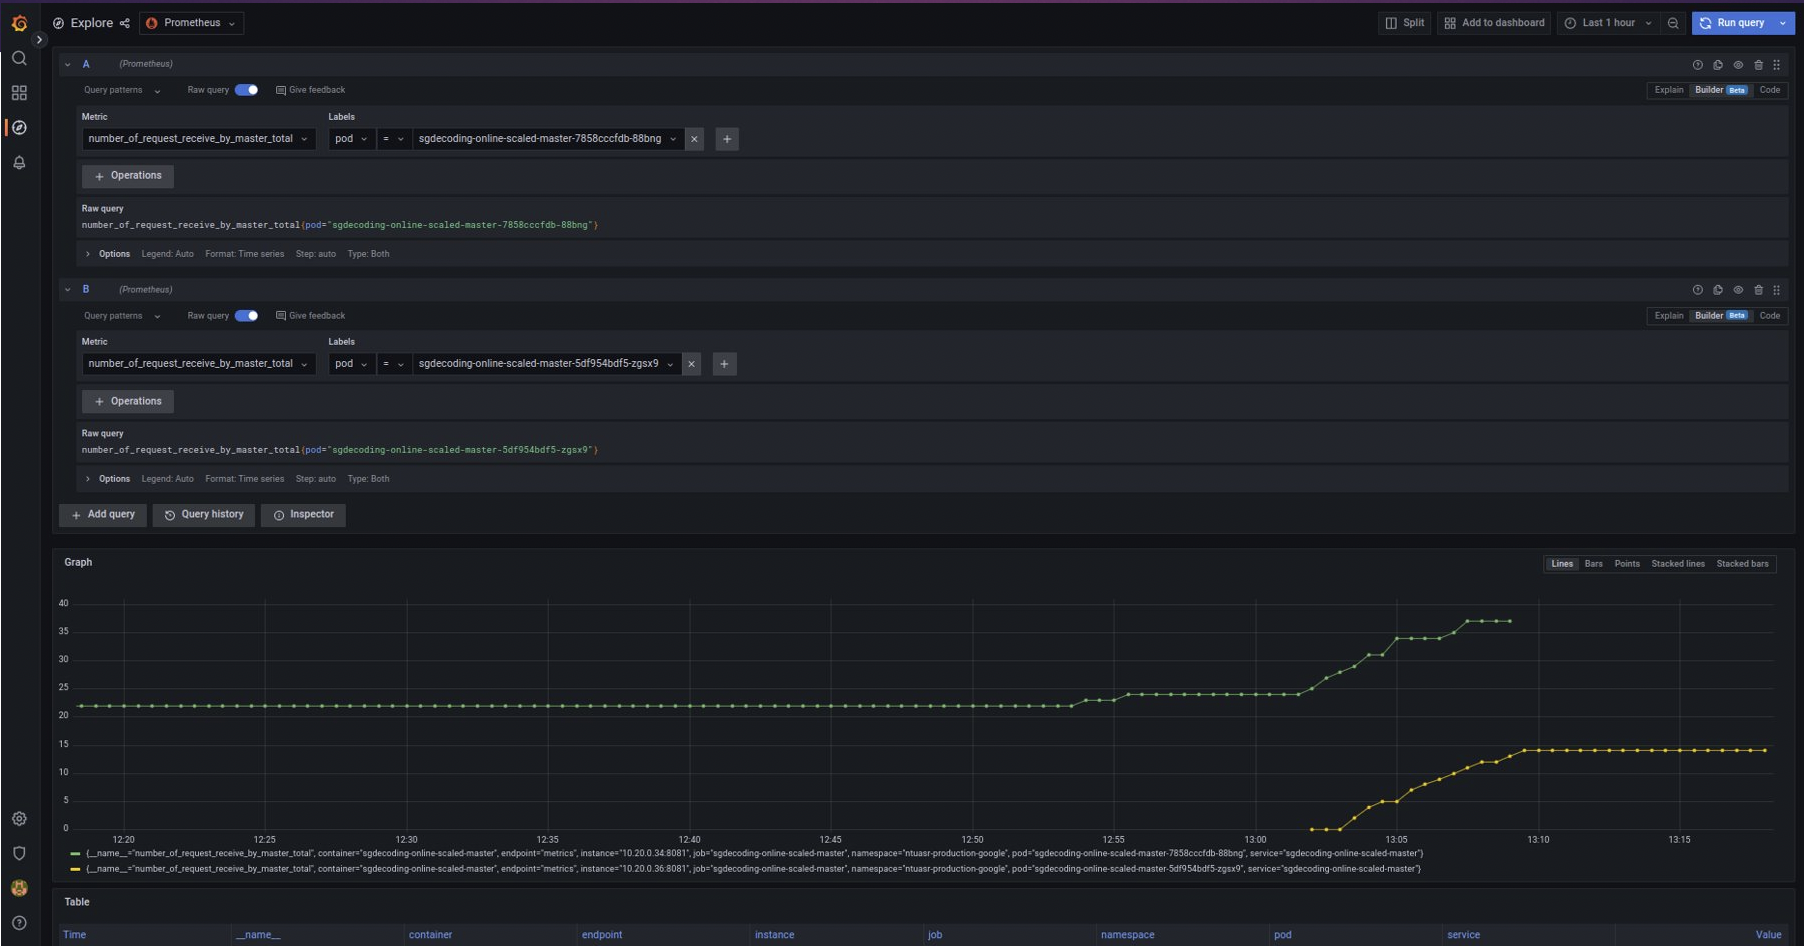 Explore Prometheus Split Add to dashboard Last 1 hour Run query
A (Prometheus)
Query patterns Raw query Give feedback Explain Builder Beta Code
Metric Labels
number_of_request_receive_by_master_total pod = sgdecoding-online-scaled-master-7858cccfdb-88bng × +
+ Operations
Raw query
number_of_request_receive_by_master_total{pod="sgdecoding-online-scaled-master-7858cccfdb-88bng"}
Options Legend: Auto Format: Time series Step: auto Type: Both
B (Prometheus)
Query patterns Raw query Give feedback Explain Builder Beta Code
Metric Labels
number_of_request_receive_by_master_total pod = sgdecoding-online-scaled-master-5df954bdf5-zgsx9 × +
+ Operations
Raw query
number_of_request_receive_by_master_total{pod="sgdecoding-online-scaled-master-5df954bdf5-zgsx9"}
Options Legend: Auto Format: Time series Step: auto Type: Both
+ Add query Query history Inspector
Graph Lines Bars Points Stacked lines Stacked bars
40
35
30
25
20
15
10
5
0
12:20 12:25 12:30 12:35 12:40 12:45 12:50 12:55 13:00 13:05 13:10 13:15
{__name__="number_of_request_receive_by_master_total", container="sgdecoding-online-scaled-master", endpoint="metrics", instance="10.20.0.34:8081", job="sgdecoding-online-scaled-master", namespace="ntuasr-production-google", pod="sgdecoding-online-scaled-master-7858cccfdb-88bng", service="sgdecoding-online-scaled-master"}
{__name__="number_of_request_receive_by_master_total", container="sgdecoding-online-scaled-master", endpoint="metrics", instance="10.20.0.36:8081", job="sgdecoding-online-scaled-master", namespace="ntuasr-production-google", pod="sgdecoding-online-scaled-master-5df954bdf5-zgsx9", service="sgdecoding-online-scaled-master"}
Table
Time __name__ container endpoint instance job namespace pod service Value